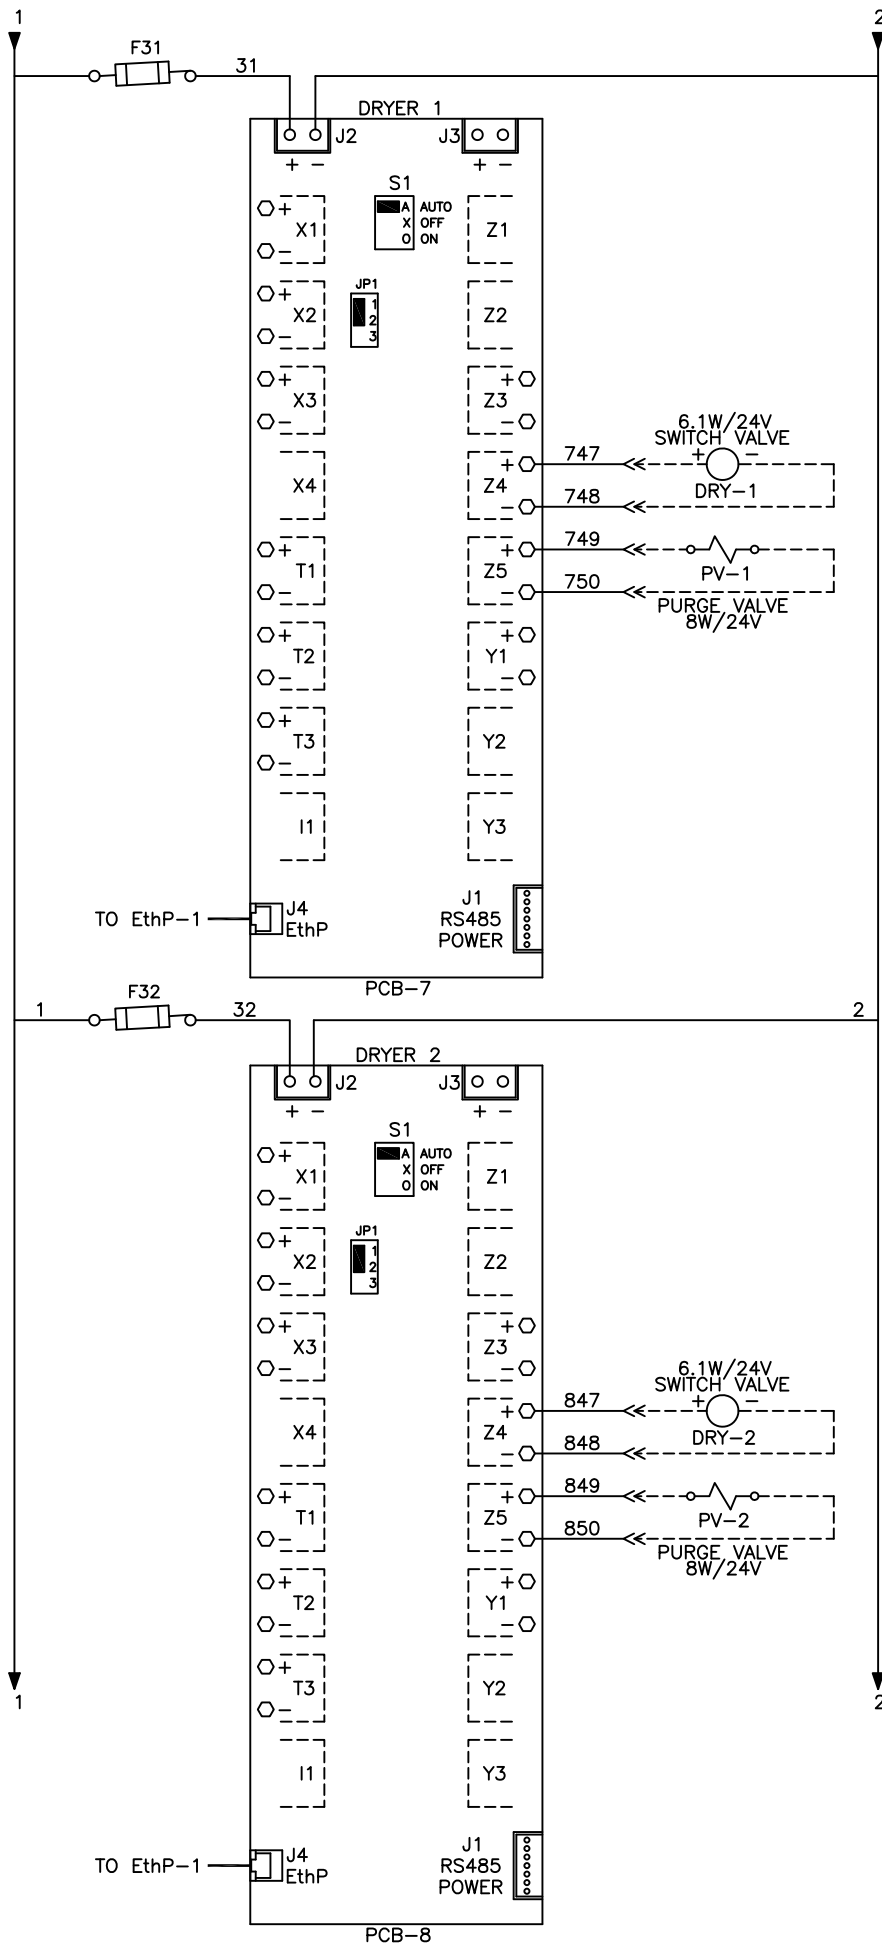 1 2
F31
31
DRYER 1
J2 J3
+ − + −
S1
A AUTO
X OFF
O ON
+ X1 Z1
−
JP1
+ X2 1 Z2
2
− 3
+ X3 + Z3
− −
6.1W/24V
SWITCH VALVE
X4 + Z4 747 + −
DRY−1
− 748
+ T1 + Z5 749
PV−1
− − 750
PURGE VALVE
8W/24V
+ T2 + Y1
− −
+ T3 Y2
−
I1 Y3
J4 J1
TO EthP−1 EthP RS485
POWER
PCB−7
F32
1 32 2
DRYER 2
J2 J3
+ − + −
S1
A AUTO
X OFF
O ON
+ X1 Z1
−
JP1
+ X2 1 Z2
2
− 3
+ X3 + Z3
− −
6.1W/24V
SWITCH VALVE
X4 + Z4 847 + −
DRY−2
− 848
+ T1 + Z5 849
PV−2
− − 850
PURGE VALVE
8W/24V
+ T2 + Y1
− −
+ T3 Y2
−
1 2
I1 Y3
J4 J1
TO EthP−1 EthP RS485
POWER
PCB−8